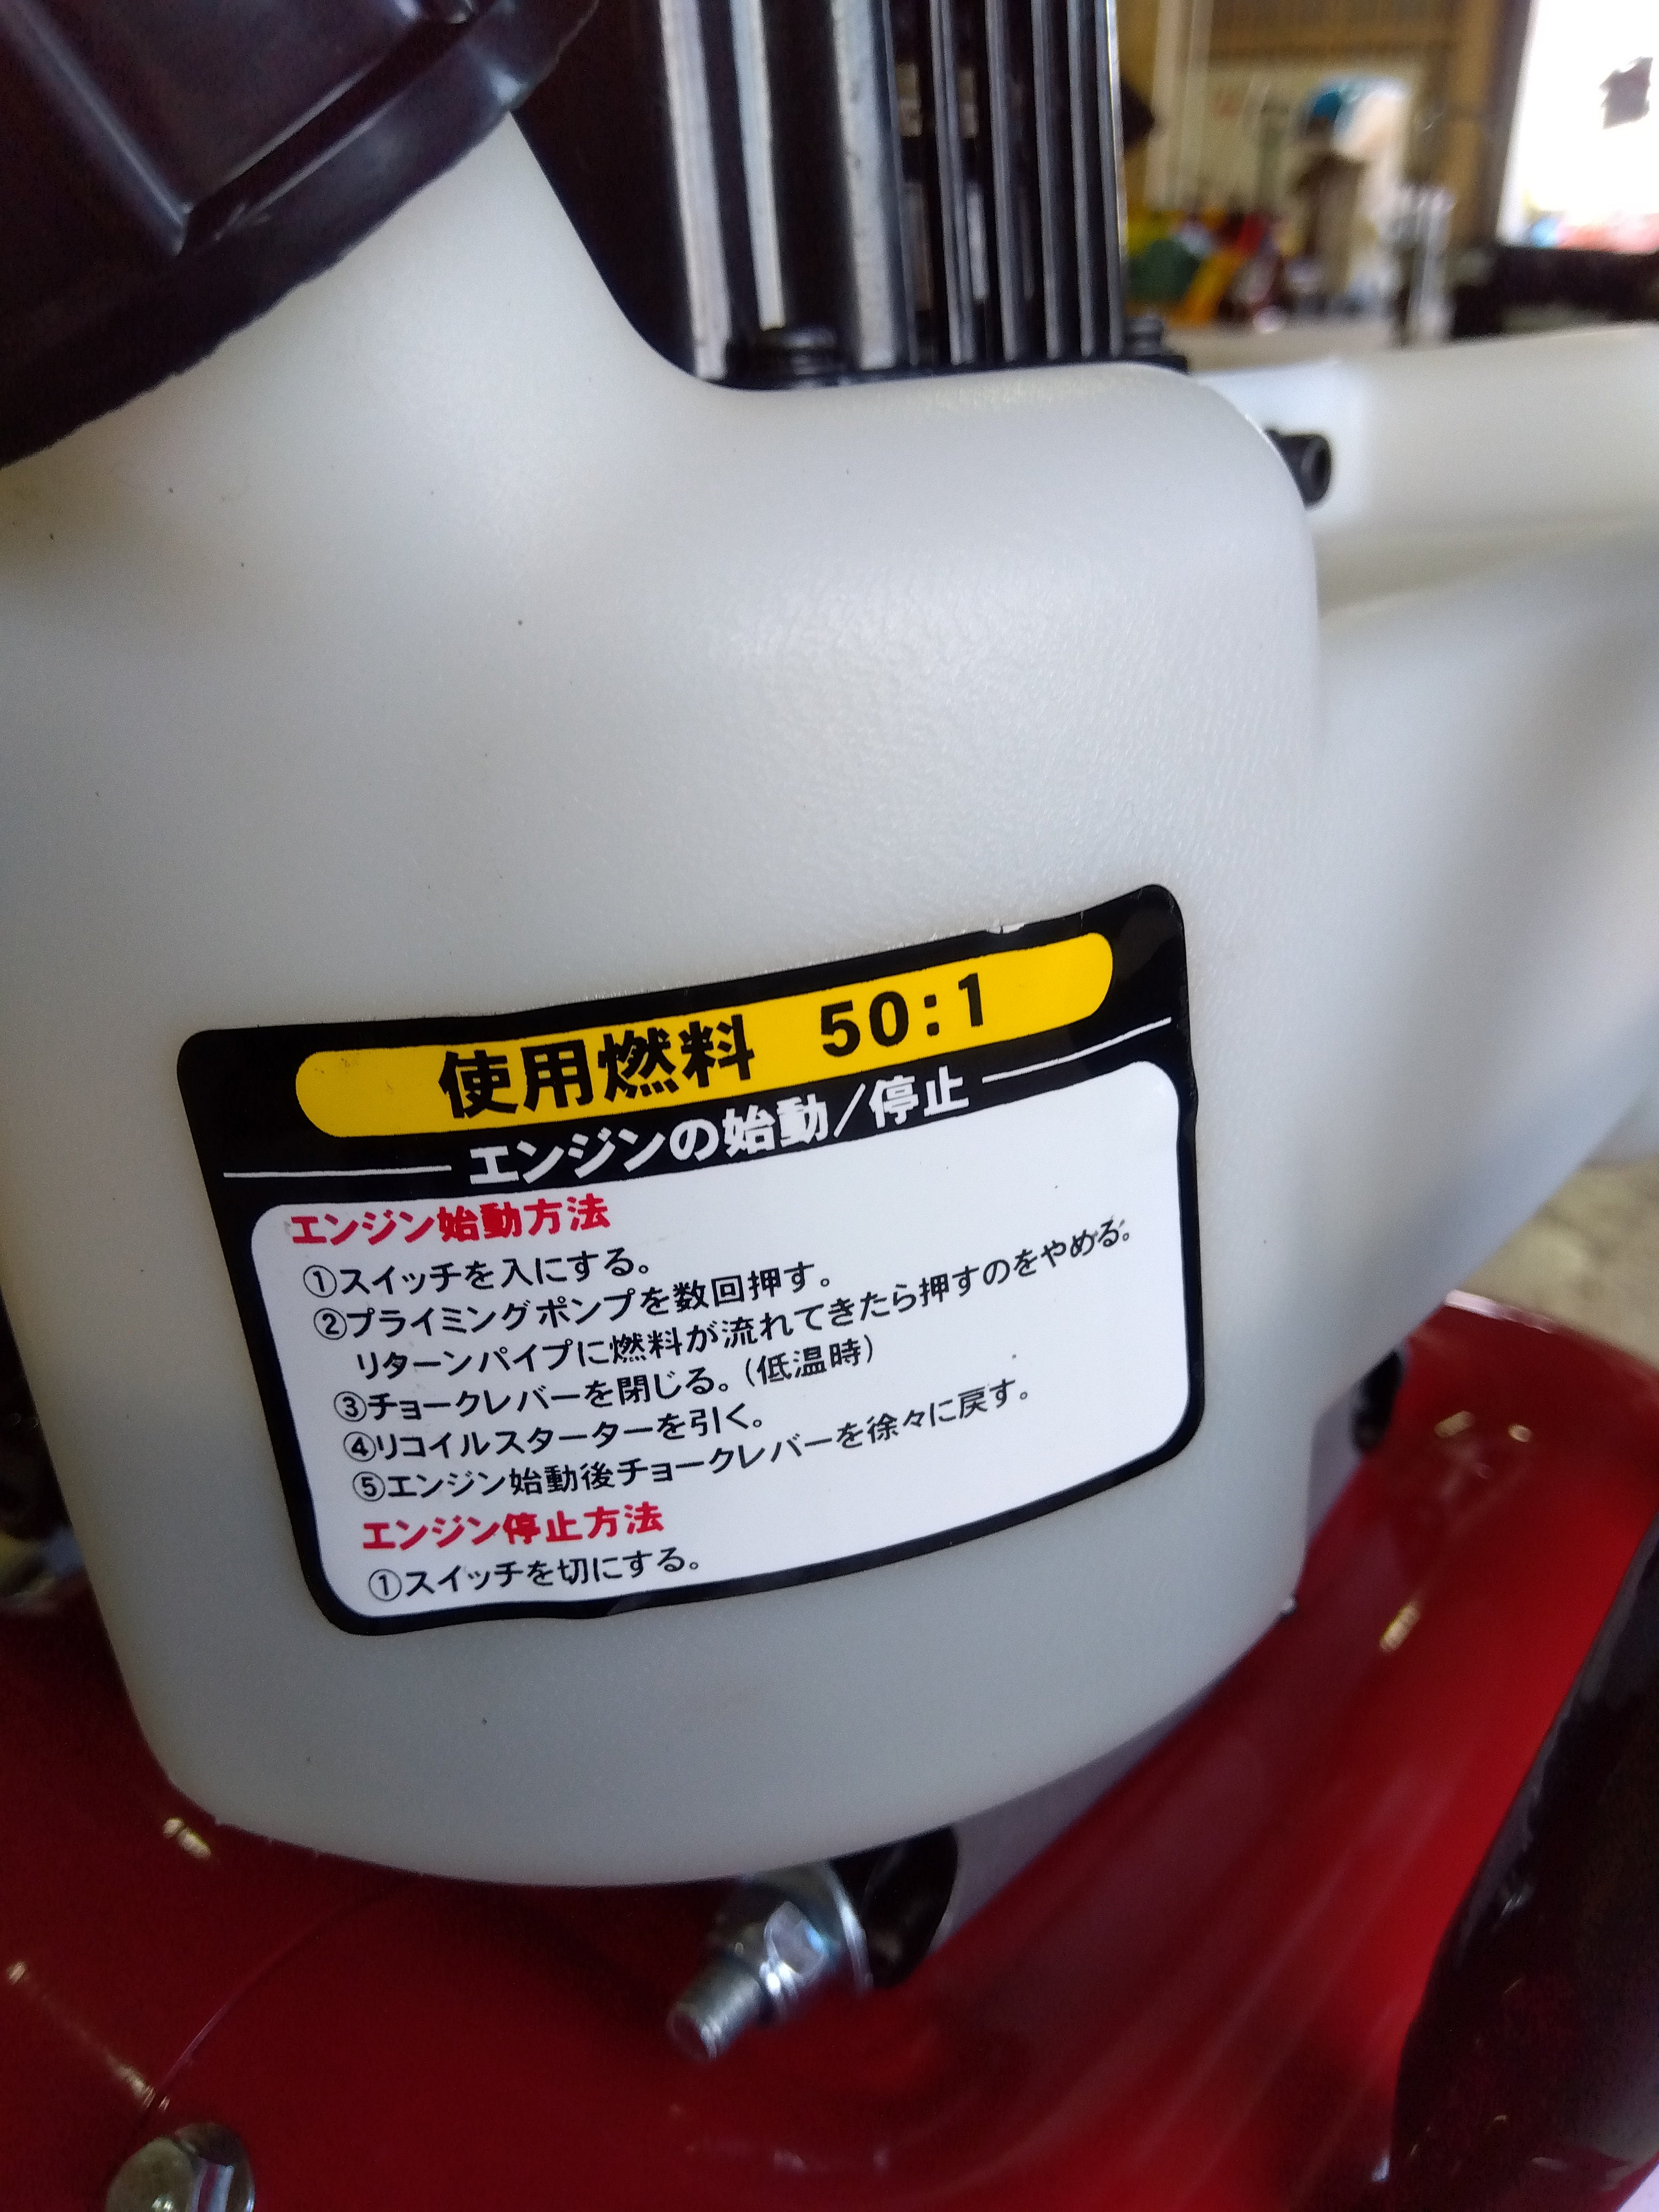 使用燃料 50:1
エンジンの始動/停止
エンジン始動方法
①スイッチを入にする。
②プライミングポンプを数回押す。
リターンパイプに燃料が流れてきたら押すのをやめる。
③チョークレバーを閉じる。(低温時)
④リコイルスターターを引く。
⑤エンジン始動後チョークレバーを徐々に戻す。
エンジン停止方法
①スイッチを切にする。